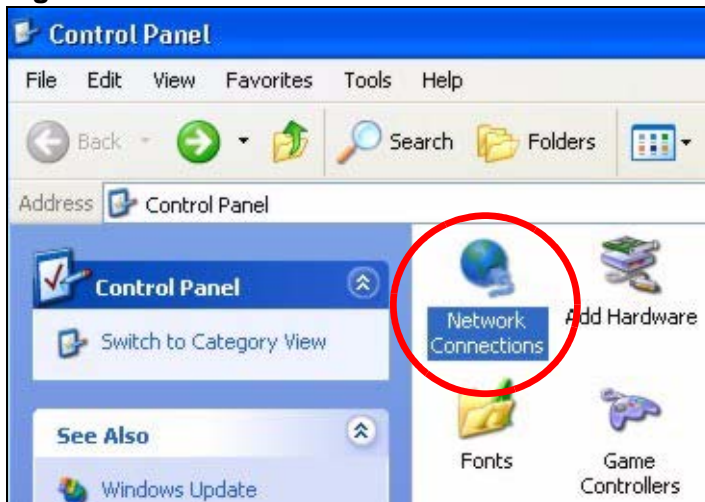 Control Panel
File Edit View Favorites Tools Help
Back Search Folders
Address Control Panel
Control Panel
Switch to Category View
See Also
Windows Update
Network Connections
Add Hardware
Fonts
Game Controllers